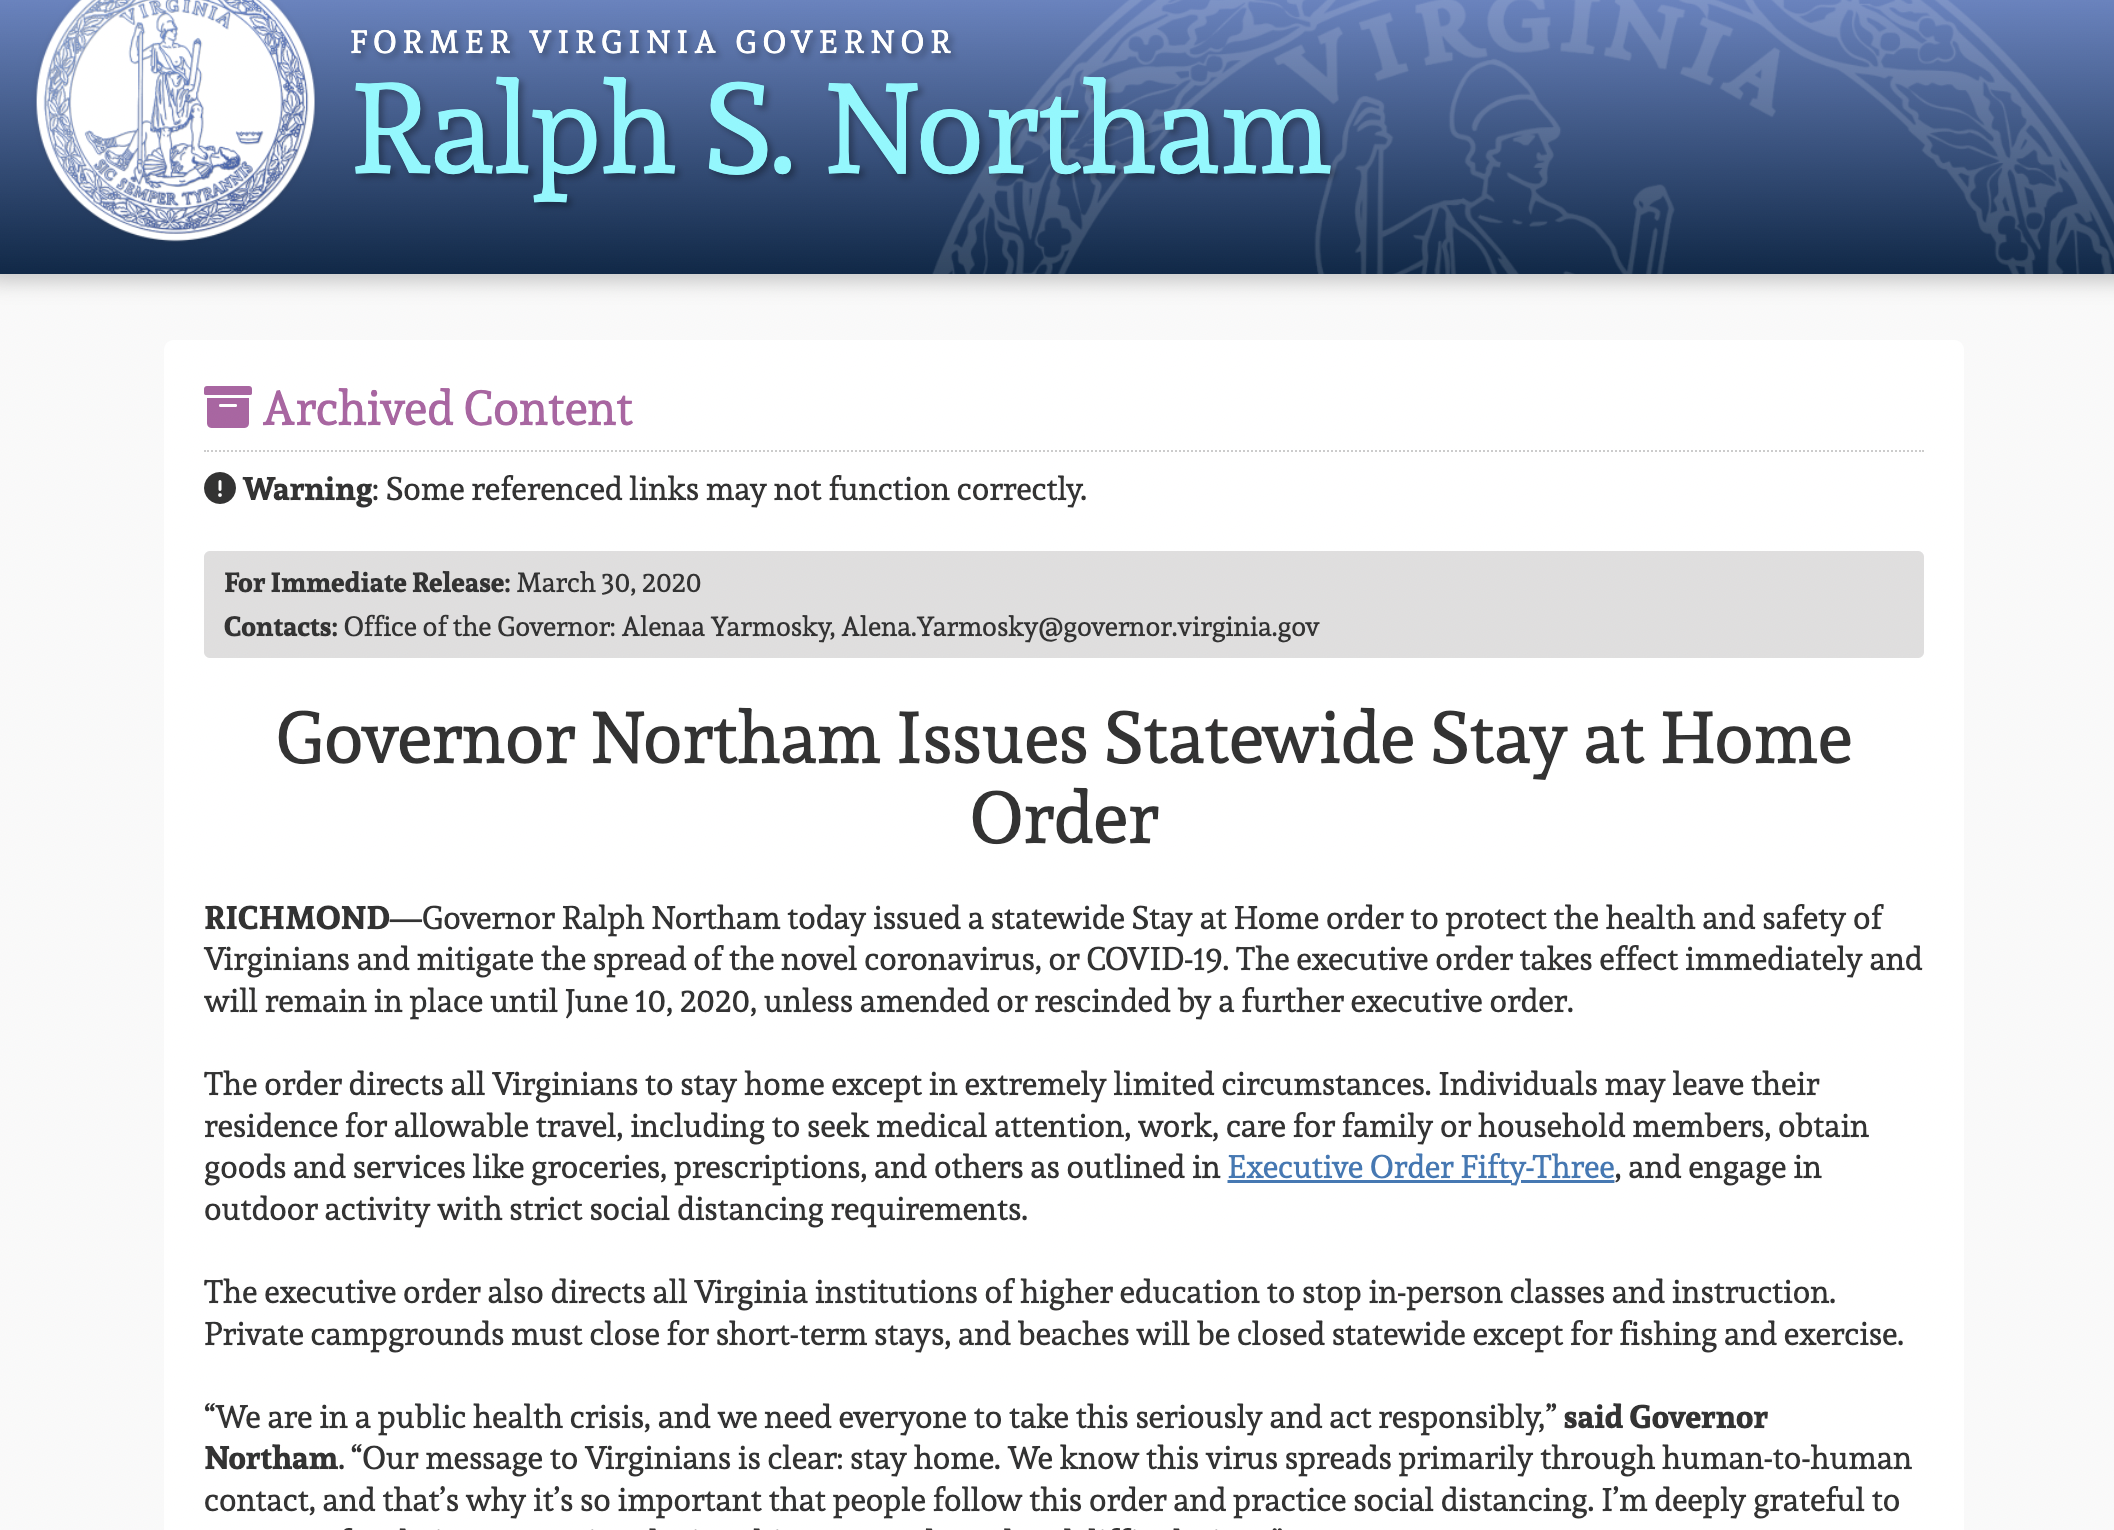 VIRGINIA
SIC SEMPER TYRANNIS
FORMER VIRGINIA GOVERNOR
Ralph S. Northam
VIRGINIA
Archived Content
Warning: Some referenced links may not function correctly.
For Immediate Release: March 30, 2020
Contacts: Office of the Governor: Alenaa Yarmosky, Alena.Yarmosky@governor.virginia.gov
Governor Northam Issues Statewide Stay at Home
Order
RICHMOND—Governor Ralph Northam today issued a statewide Stay at Home order to protect the health and safety of
Virginians and mitigate the spread of the novel coronavirus, or COVID-19. The executive order takes effect immediately and
will remain in place until June 10, 2020, unless amended or rescinded by a further executive order.
The order directs all Virginians to stay home except in extremely limited circumstances. Individuals may leave their
residence for allowable travel, including to seek medical attention, work, care for family or household members, obtain
goods and services like groceries, prescriptions, and others as outlined in Executive Order Fifty-Three, and engage in
outdoor activity with strict social distancing requirements.
The executive order also directs all Virginia institutions of higher education to stop in-person classes and instruction.
Private campgrounds must close for short-term stays, and beaches will be closed statewide except for fishing and exercise.
“We are in a public health crisis, and we need everyone to take this seriously and act responsibly,” said Governor
Northam. “Our message to Virginians is clear: stay home. We know this virus spreads primarily through human-to-human
contact, and that’s why it’s so important that people follow this order and practice social distancing. I’m deeply grateful to